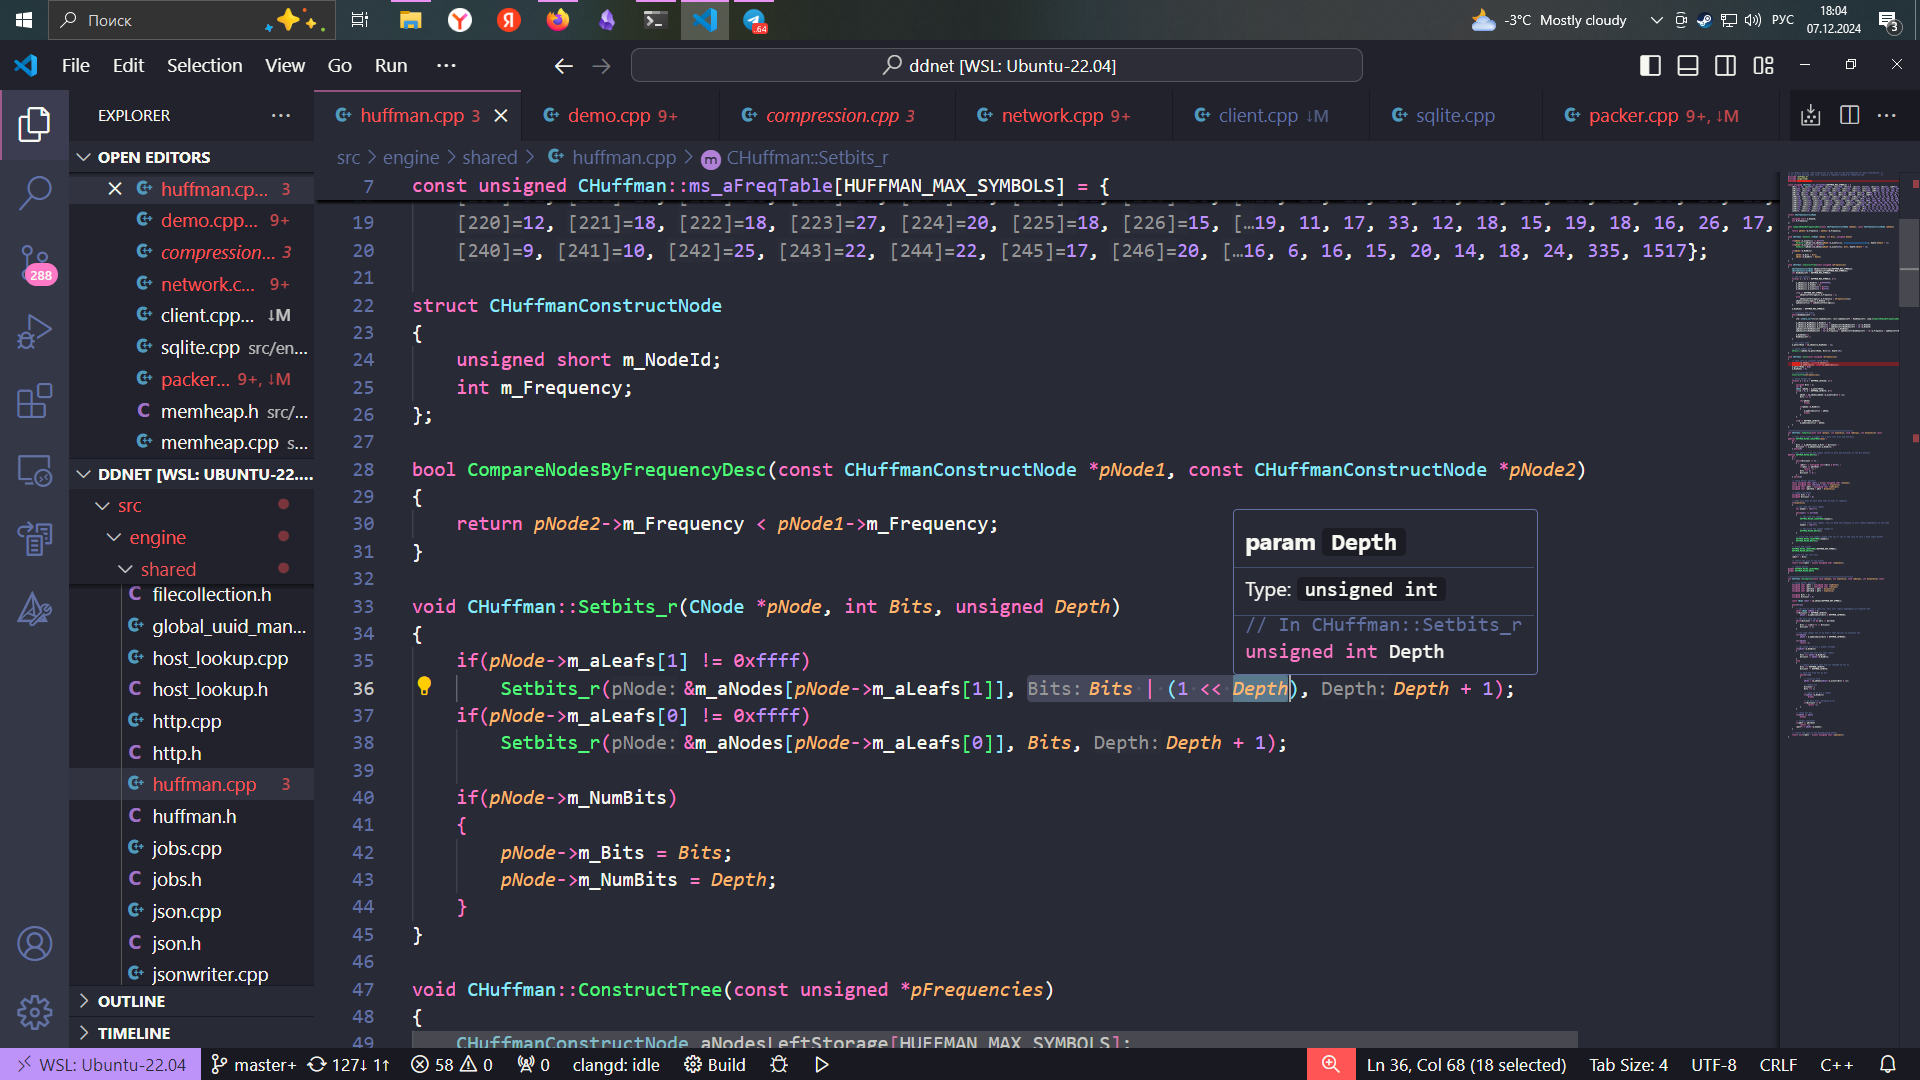 Поиск
.64
-3°C Mostly cloudy
РУС
18:04
07.12.2024
3
File Edit Selection View Go Run ···
ddnet [WSL: Ubuntu-22.04]
EXPLORER ···
huffman.cpp 3
demo.cpp 9+
compression.cpp 3
network.cpp 9+
client.cpp ↓M
sqlite.cpp
packer.cpp 9+, ↓M
OPEN EDITORS
huffman.cp... 3
demo.cpp... 9+
compression... 3
network.c... 9+
client.cpp... ↓M
sqlite.cpp src/en...
packer... 9+, ↓M
memheap.h src/...
memheap.cpp s...
288
DDNET [WSL: UBUNTU-22....
src
engine
shared
filecollection.h
global_uuid_man...
host_lookup.cpp
host_lookup.h
http.cpp
http.h
huffman.cpp 3
huffman.h
jobs.cpp
jobs.h
json.cpp
json.h
jsonwriter.cpp
OUTLINE
TIMELINE
src > engine > shared > huffman.cpp > CHuffman::Setbits_r
7 const unsigned CHuffman::ms_aFreqTable[HUFFMAN_MAX_SYMBOLS] = {
19 [220]=12, [221]=18, [222]=18, [223]=27, [224]=20, [225]=18, [226]=15, […19, 11, 17, 33, 12, 18, 15, 19, 18, 16, 26, 17,
20 [240]=9, [241]=10, [242]=25, [243]=22, [244]=22, [245]=17, [246]=20, […16, 6, 16, 15, 20, 14, 18, 24, 335, 1517};
21
22 struct CHuffmanConstructNode
23 {
24 unsigned short m_NodeId;
25 int m_Frequency;
26 };
27
28 bool CompareNodesByFrequencyDesc(const CHuffmanConstructNode *pNode1, const CHuffmanConstructNode *pNode2)
29 {
30 return pNode2->m_Frequency < pNode1->m_Frequency;
31 }
32
33 void CHuffman::Setbits_r(CNode *pNode, int Bits, unsigned Depth)
34 {
35 if(pNode->m_aLeafs[1] != 0xffff)
36 Setbits_r(pNode: &m_aNodes[pNode->m_aLeafs[1]], Bits: Bits | (1 << Depth), Depth: Depth + 1);
37 if(pNode->m_aLeafs[0] != 0xffff)
38 Setbits_r(pNode: &m_aNodes[pNode->m_aLeafs[0]], Bits, Depth: Depth + 1);
39
40 if(pNode->m_NumBits)
41 {
42 pNode->m_Bits = Bits;
43 pNode->m_NumBits = Depth;
44 }
45 }
46
47 void CHuffman::ConstructTree(const unsigned *pFrequencies)
48 {
49 CHuffmanConstructNode aNodesLeftStorage[HUFFMAN_MAX_SYMBOLS];
param Depth
Type: unsigned int
// In CHuffman::Setbits_r
unsigned int Depth
WSL: Ubuntu-22.04
master+
127↓ 1↑
58
0
0
clangd: idle
Build
Ln 36, Col 68 (18 selected)
Tab Size: 4
UTF-8
CRLF
C++